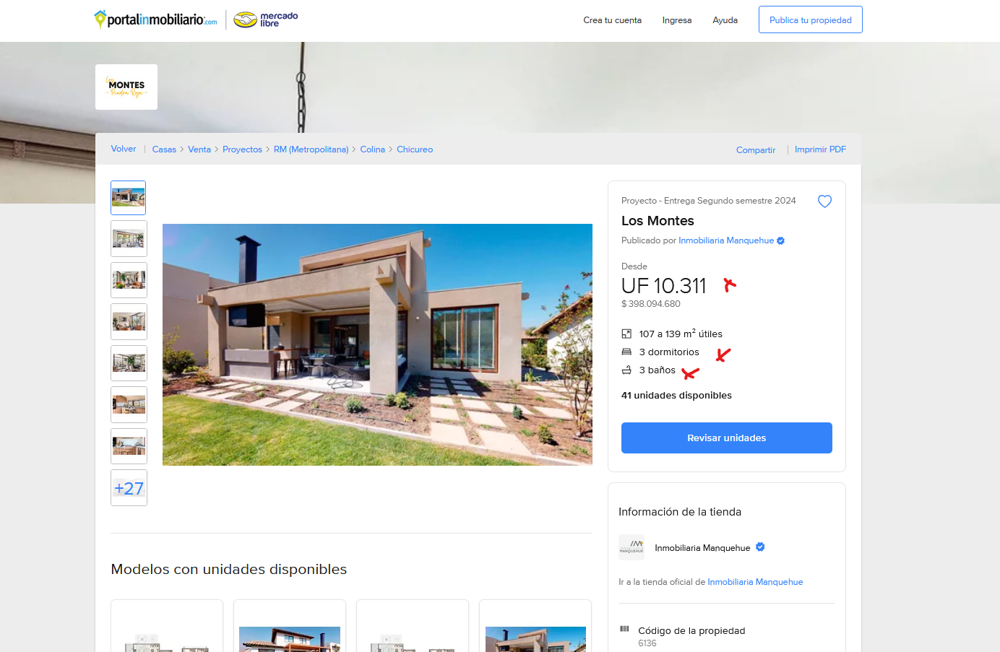 portalinmobiliario.com
mercado libre
Crea tu cuenta
Ingresa
Ayuda
Publica tu propiedad
Los
MONTES
Piedra Roja
Volver
Casas
Venta
Proyectos
RM (Metropolitana)
Colina
Chicureo
Compartir
Imprimir PDF
+27
Proyecto - Entrega Segundo semestre 2024
Los Montes
Publicado por Inmobiliaria Manquehue
Desde
UF 10.311
$ 398.094.680
107 a 139 m² útiles
3 dormitorios
3 baños
41 unidades disponibles
Revisar unidades
Información de la tienda
MANQUEHUE
Inmobiliaria Manquehue
Ir a la tienda oficial de Inmobiliaria Manquehue
Código de la propiedad
6136
Modelos con unidades disponibles